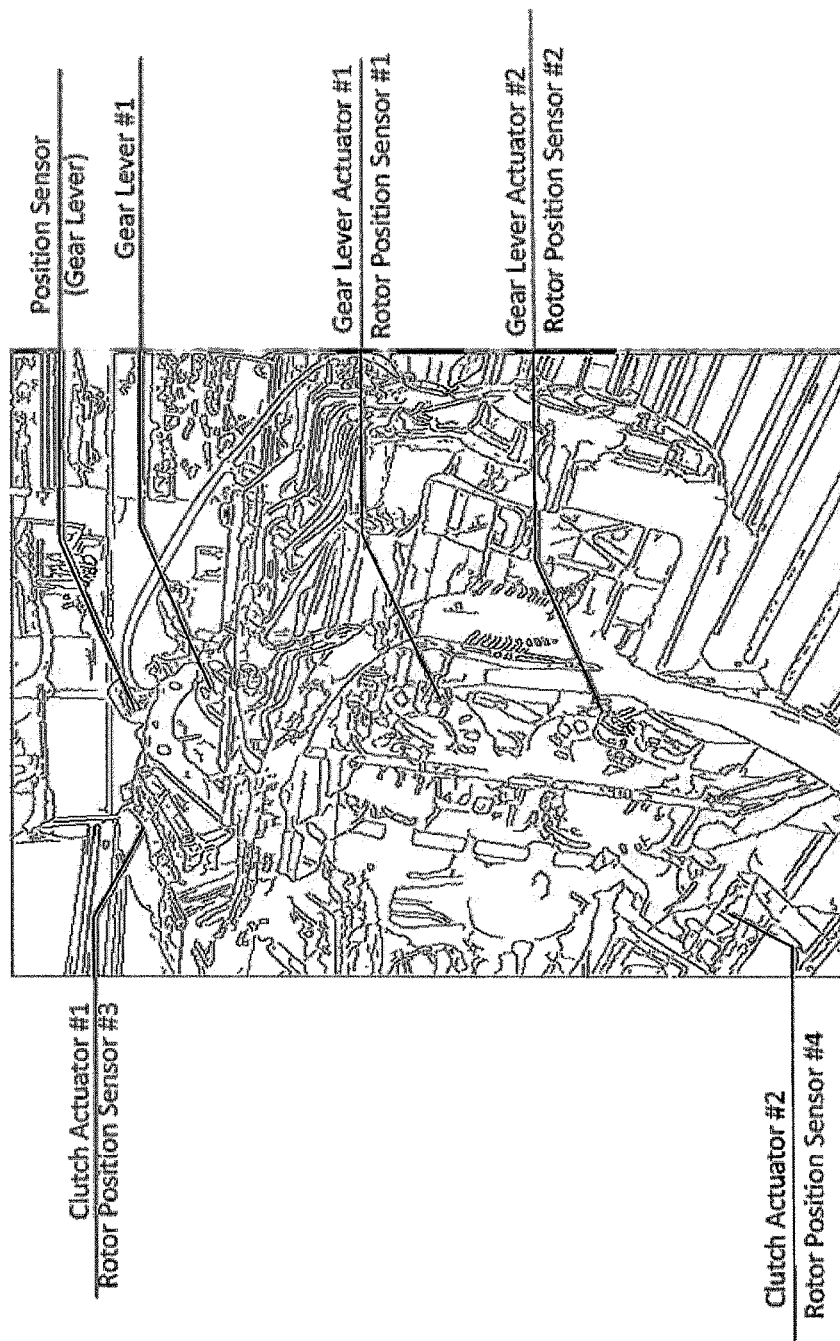 Position Sensor
(Gear Lever)
Gear Lever #1
Gear Lever Actuator #1
Rotor Position Sensor #1
Gear Lever Actuator #2
Rotor Position Sensor #2
Clutch Actuator #1
Rotor Position Sensor #3
Clutch Actuator #2
Rotor Position Sensor #4